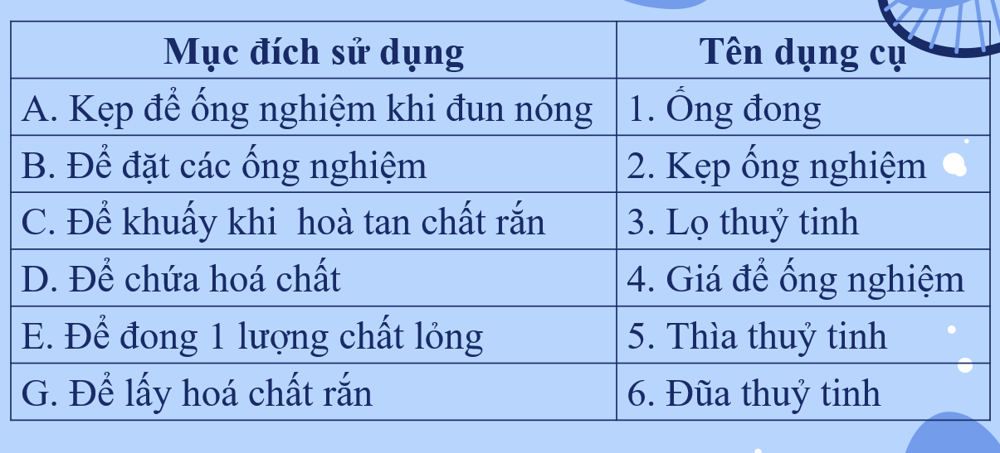 Mục đích sử dụng Tên dụng cụ
A. Kẹp để ống nghiệm khi đun nóng 1. Ống đong
B. Để đặt các ống nghiệm 2. Kẹp ống nghiệm
C. Để khuấy khi hoà tan chất rắn 3. Lọ thuỷ tinh
D. Để chứa hoá chất 4. Giá để ống nghiệm
E. Để đong 1 lượng chất lỏng 5. Thìa thuỷ tinh
G. Để lấy hoá chất rắn 6. Đũa thuỷ tinh